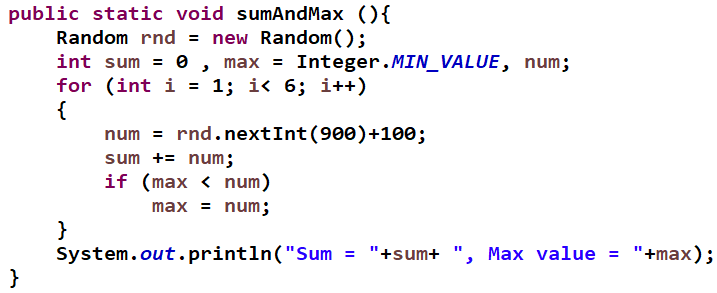 public static void sumAndMax (){
    Random rnd = new Random();
    int sum = 0 , max = Integer.MIN_VALUE, num;
    for (int i = 1; i< 6; i++)
    {
        num = rnd.nextInt(900)+100;
        sum += num;
        if (max < num)
            max = num;
    }
    System.out.println("Sum = "+sum+ ", Max value = "+max);
}